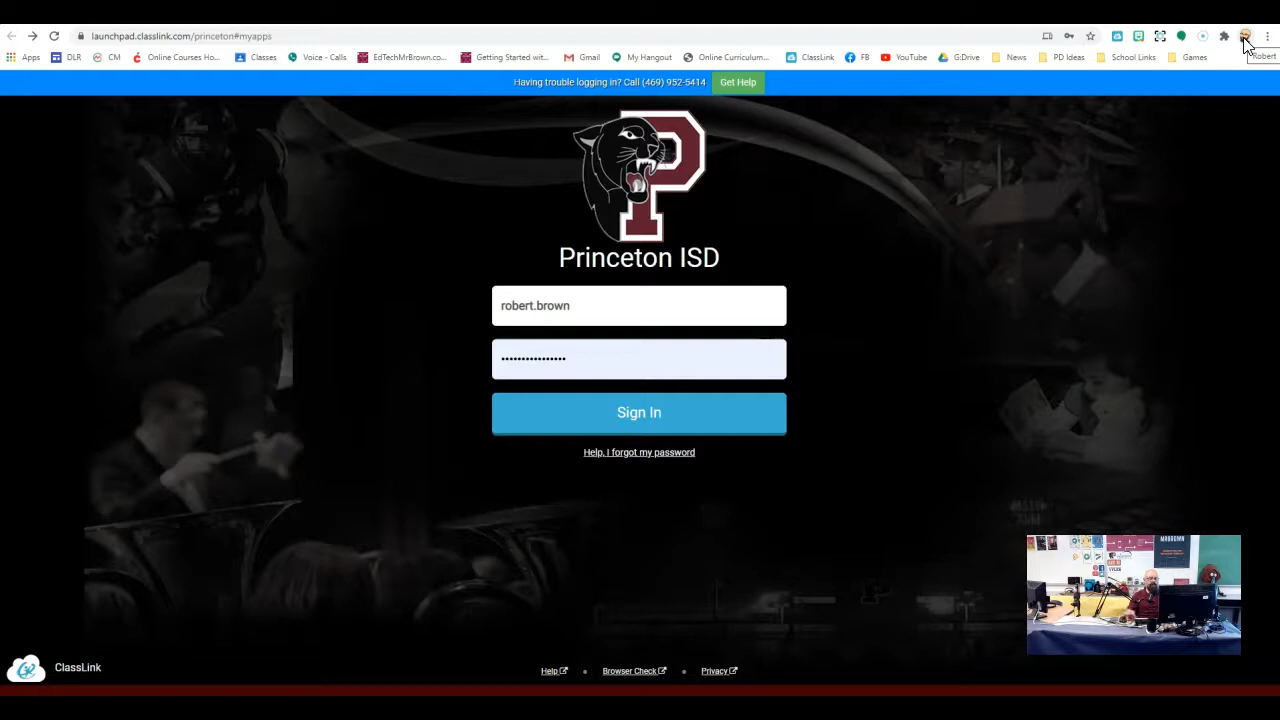 launchpad.classlink.com/princeton#myapps
Apps DLR CM Online Courses Ho... Classes Voice - Calls EdTechMrBrown.co... Getting Started wit... Gmail My Hangout Online Curriculum... ClassLink FB YouTube G:Drive News PD Ideas School Links Games
Robert
Having trouble logging in? Call (469) 952-5414 Get Help
P
Princeton ISD
robert.brown
••••••••••••••••
Sign In
Help, I forgot my password
MRBROWN
ClassLink
Help Browser Check Privacy